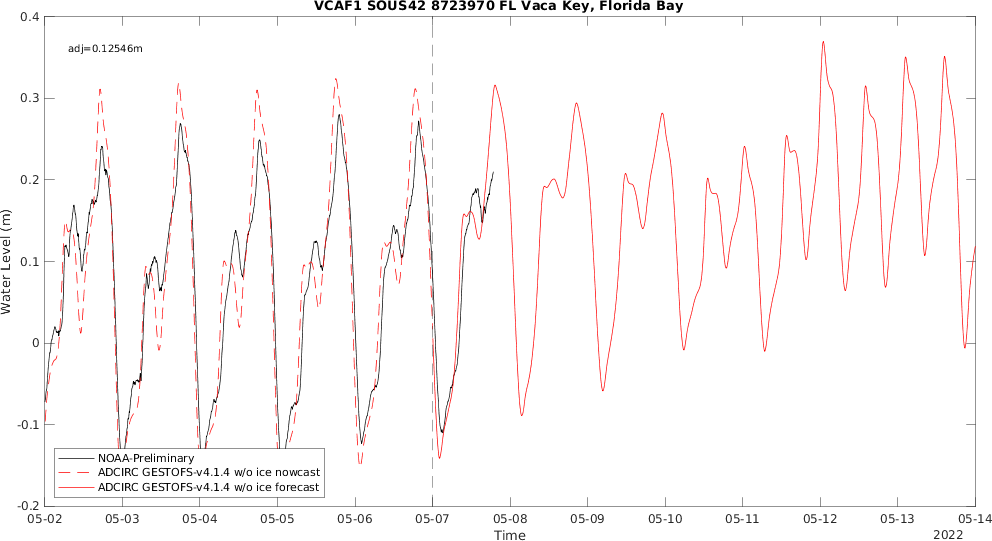 VCAF1 SOUS42 8723970 FL Vaca Key, Florida Bay
adj=0.12546m
0.4
0.3
0.2
0.1
0
-0.1
-0.2
Water Level (m)
NOAA-Preliminary
ADCIRC GESTOFS-v4.1.4 w/o ice nowcast
ADCIRC GESTOFS-v4.1.4 w/o ice forecast
05-02 05-03 05-04 05-05 05-06 05-07 05-08 05-09 05-10 05-11 05-12 05-13 05-14
Time
2022